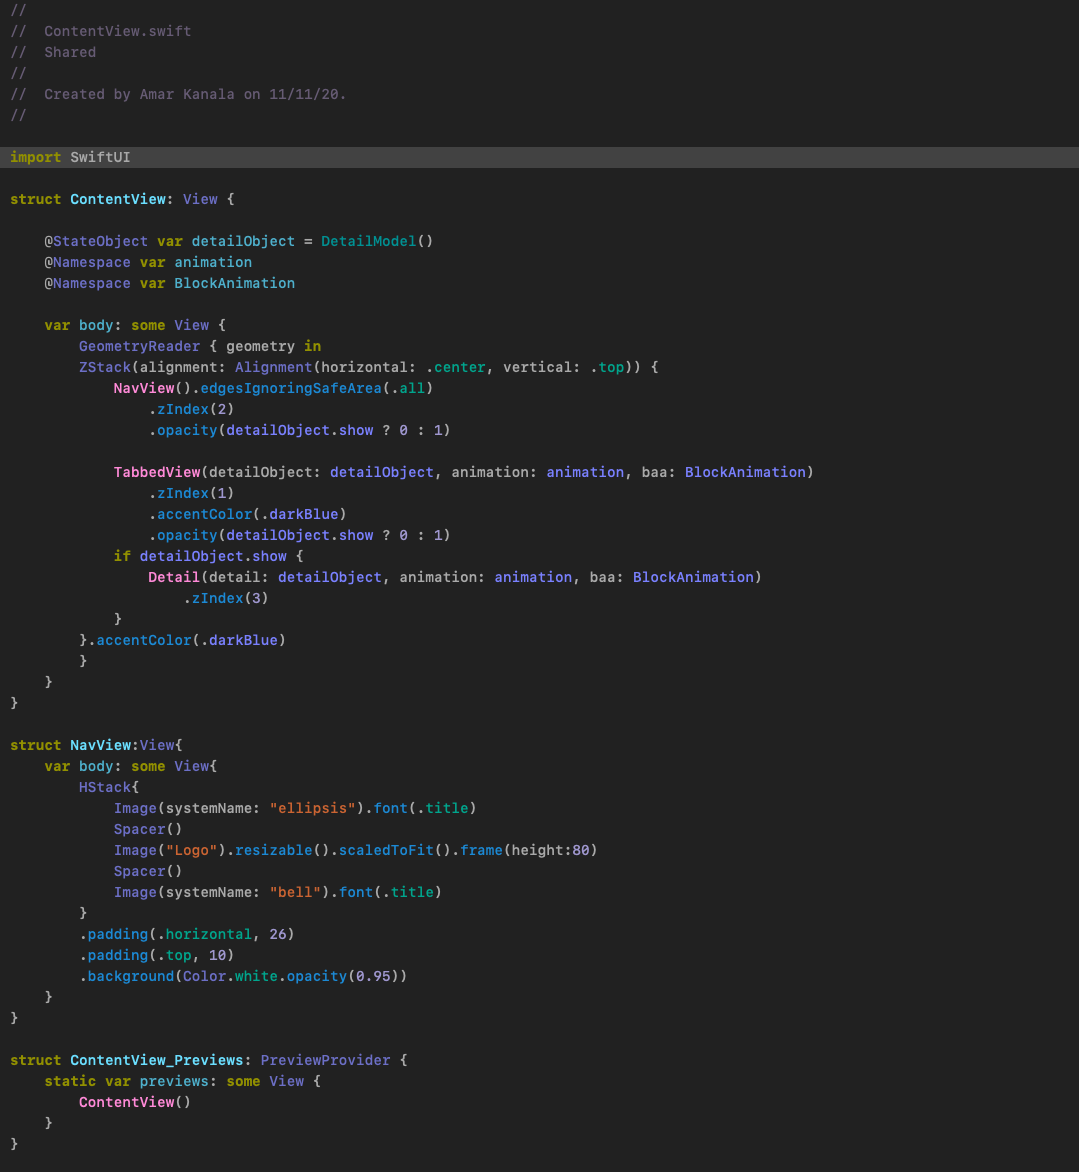 //
//  ContentView.swift
//  Shared
//
//  Created by Amar Kanala on 11/11/20.
//

import SwiftUI

struct ContentView: View {

    @StateObject var detailObject = DetailModel()
    @Namespace var animation
    @Namespace var BlockAnimation

    var body: some View {
        GeometryReader { geometry in
        ZStack(alignment: Alignment(horizontal: .center, vertical: .top)) {
            NavView().edgesIgnoringSafeArea(.all)
                .zIndex(2)
                .opacity(detailObject.show ? 0 : 1)

            TabbedView(detailObject: detailObject, animation: animation, baa: BlockAnimation)
                .zIndex(1)
                .accentColor(.darkBlue)
                .opacity(detailObject.show ? 0 : 1)
            if detailObject.show {
                Detail(detail: detailObject, animation: animation, baa: BlockAnimation)
                    .zIndex(3)
            }
        }.accentColor(.darkBlue)
        }
    }
}

struct NavView:View{
    var body: some View{
        HStack{
            Image(systemName: "ellipsis").font(.title)
            Spacer()
            Image("Logo").resizable().scaledToFit().frame(height:80)
            Spacer()
            Image(systemName: "bell").font(.title)
        }
        .padding(.horizontal, 26)
        .padding(.top, 10)
        .background(Color.white.opacity(0.95))
    }
}

struct ContentView_Previews: PreviewProvider {
    static var previews: some View {
        ContentView()
    }
}